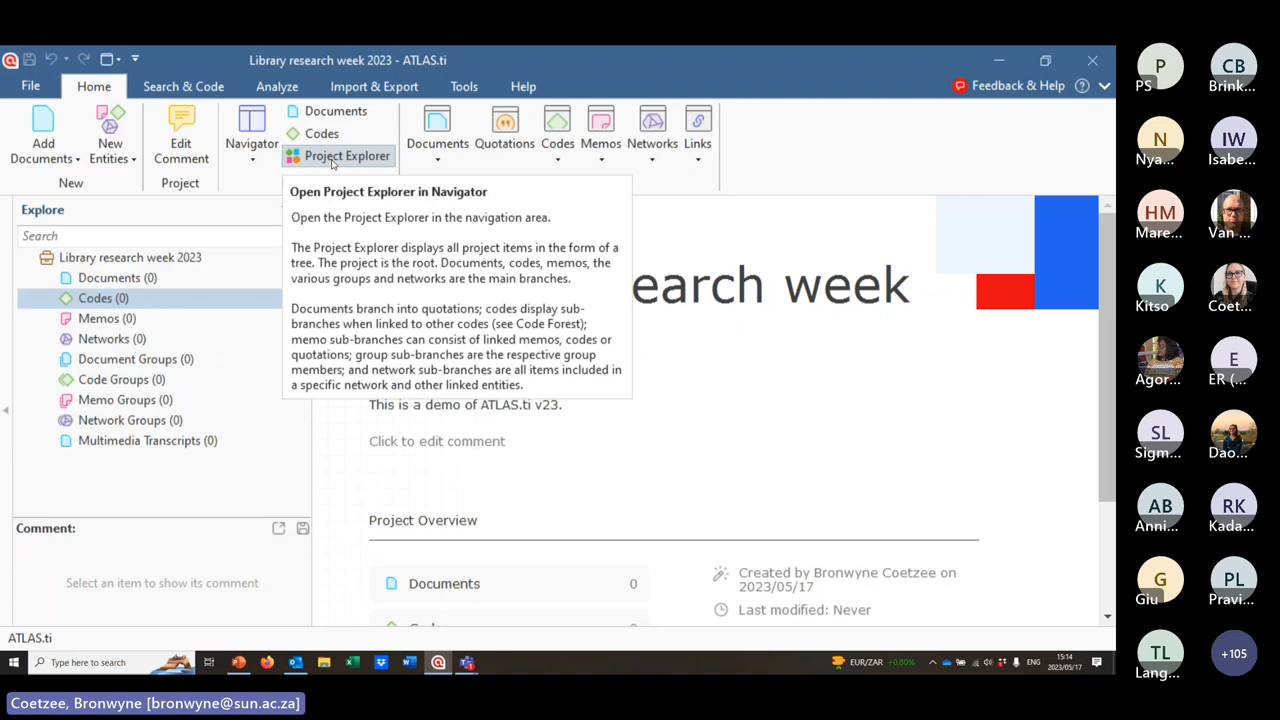 Library research week 2023 - ATLAS.ti
File
Home
Search & Code
Analyze
Import & Export
Tools
Help
Feedback & Help
Add
Documents
New
Entities
New
Edit
Comment
Project
Navigator
Documents
Codes
Project Explorer
Documents
Quotations
Codes
Memos
Networks
Links
Explore
Search
Library research week 2023
Documents (0)
Codes (0)
Memos (0)
Networks (0)
Document Groups (0)
Code Groups (0)
Memo Groups (0)
Network Groups (0)
Multimedia Transcripts (0)
Comment:
Select an item to show its comment
Open Project Explorer in Navigator
Open the Project Explorer in the navigation area.
The Project Explorer displays all project items in the form of a
tree. The project is the root. Documents, codes, memos, the
various groups and networks are the main branches.
Documents branch into quotations; codes display sub-
branches when linked to other codes (see Code Forest);
memo sub-branches can consist of linked memos, codes or
quotations; group sub-branches are the respective group
members; and network sub-branches are all items included in
a specific network and other linked entities.
earch week
This is a demo of ATLAS.ti v23.
Click to edit comment
Project Overview
Documents 0
Created by Bronwyne Coetzee on
2023/05/17
Last modified: Never
ATLAS.ti
Type here to search
EUR/ZAR +0.80%
ENG
15:14
2023/05/17
Coetzee, Bronwyne [bronwyne@sun.ac.za]
P
PS
CB
Brink...
N
Nya...
IW
Isabe...
HM
Mare...
Van ...
K
Kitso
Coet...
Agor...
E
ER (...
SL
Sigm...
Dao...
AB
Anni...
RK
Kada...
G
Giu
PL
Pravi...
TL
Lang...
+105